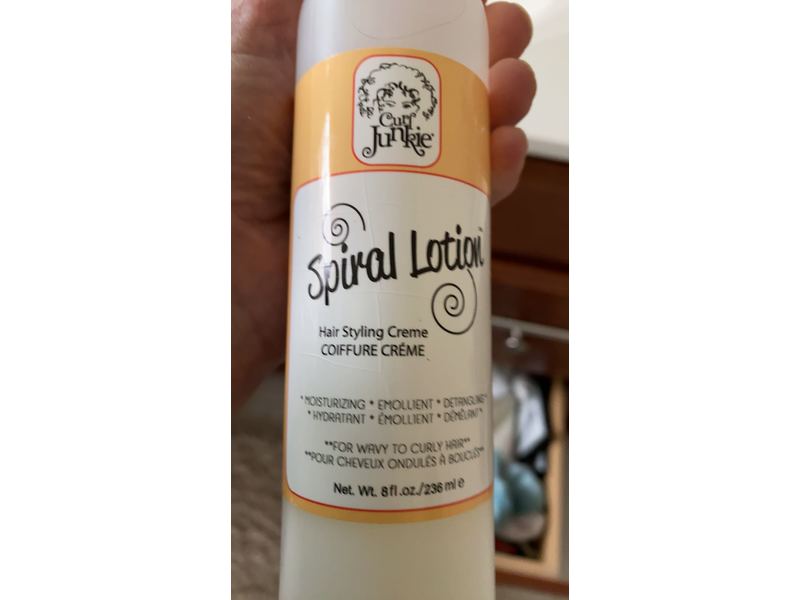 Curl
Junkie
Spiral Lotion
Hair Styling Creme
COIFFURE CRÉME
* MOISTURIZING * EMOLLIENT * DETANGLING*
* HYDRATANT * ÉMOLLIENT * DÉMÊLANT *
**FOR WAVY TO CURLY HAIR**
**POUR CHEVEUX ONDULÉS À BOUCLÉS**
Net. Wt. 8fl.oz./236 ml e